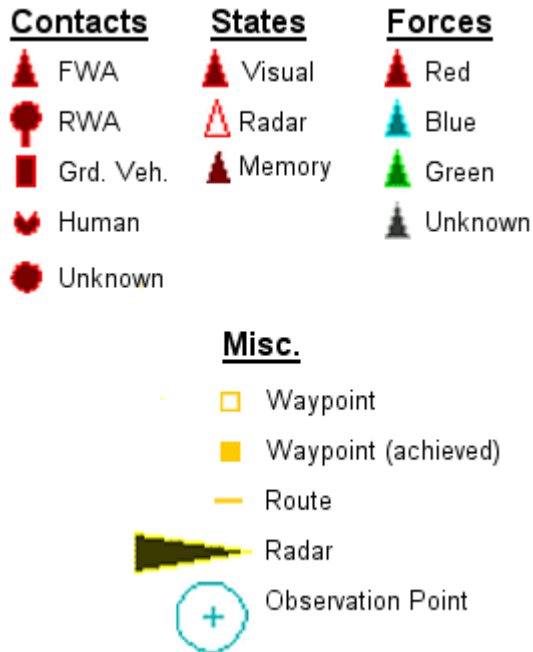 Contacts
FWA
RWA
Grd. Veh.
Human
Unknown
States
Visual
Radar
Memory
Forces
Red
Blue
Green
Unknown
Misc.
Waypoint
Waypoint (achieved)
Route
Radar
Observation Point